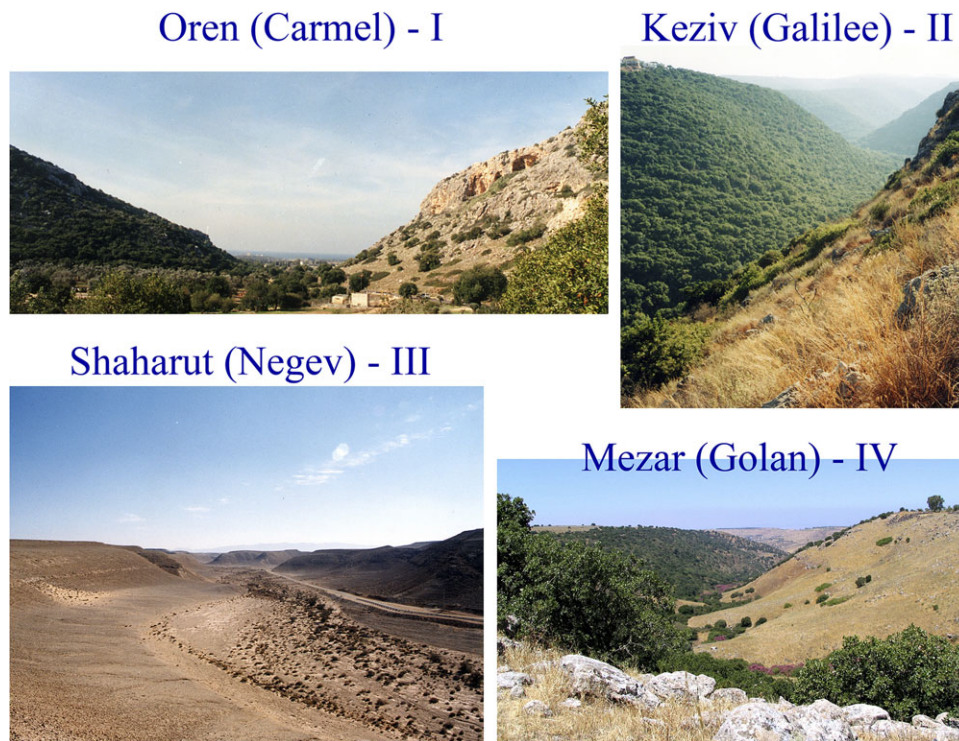 Oren (Carmel) - I
Keziv (Galilee) - II
Shaharut (Negev) - III
Mezar (Golan) - IV